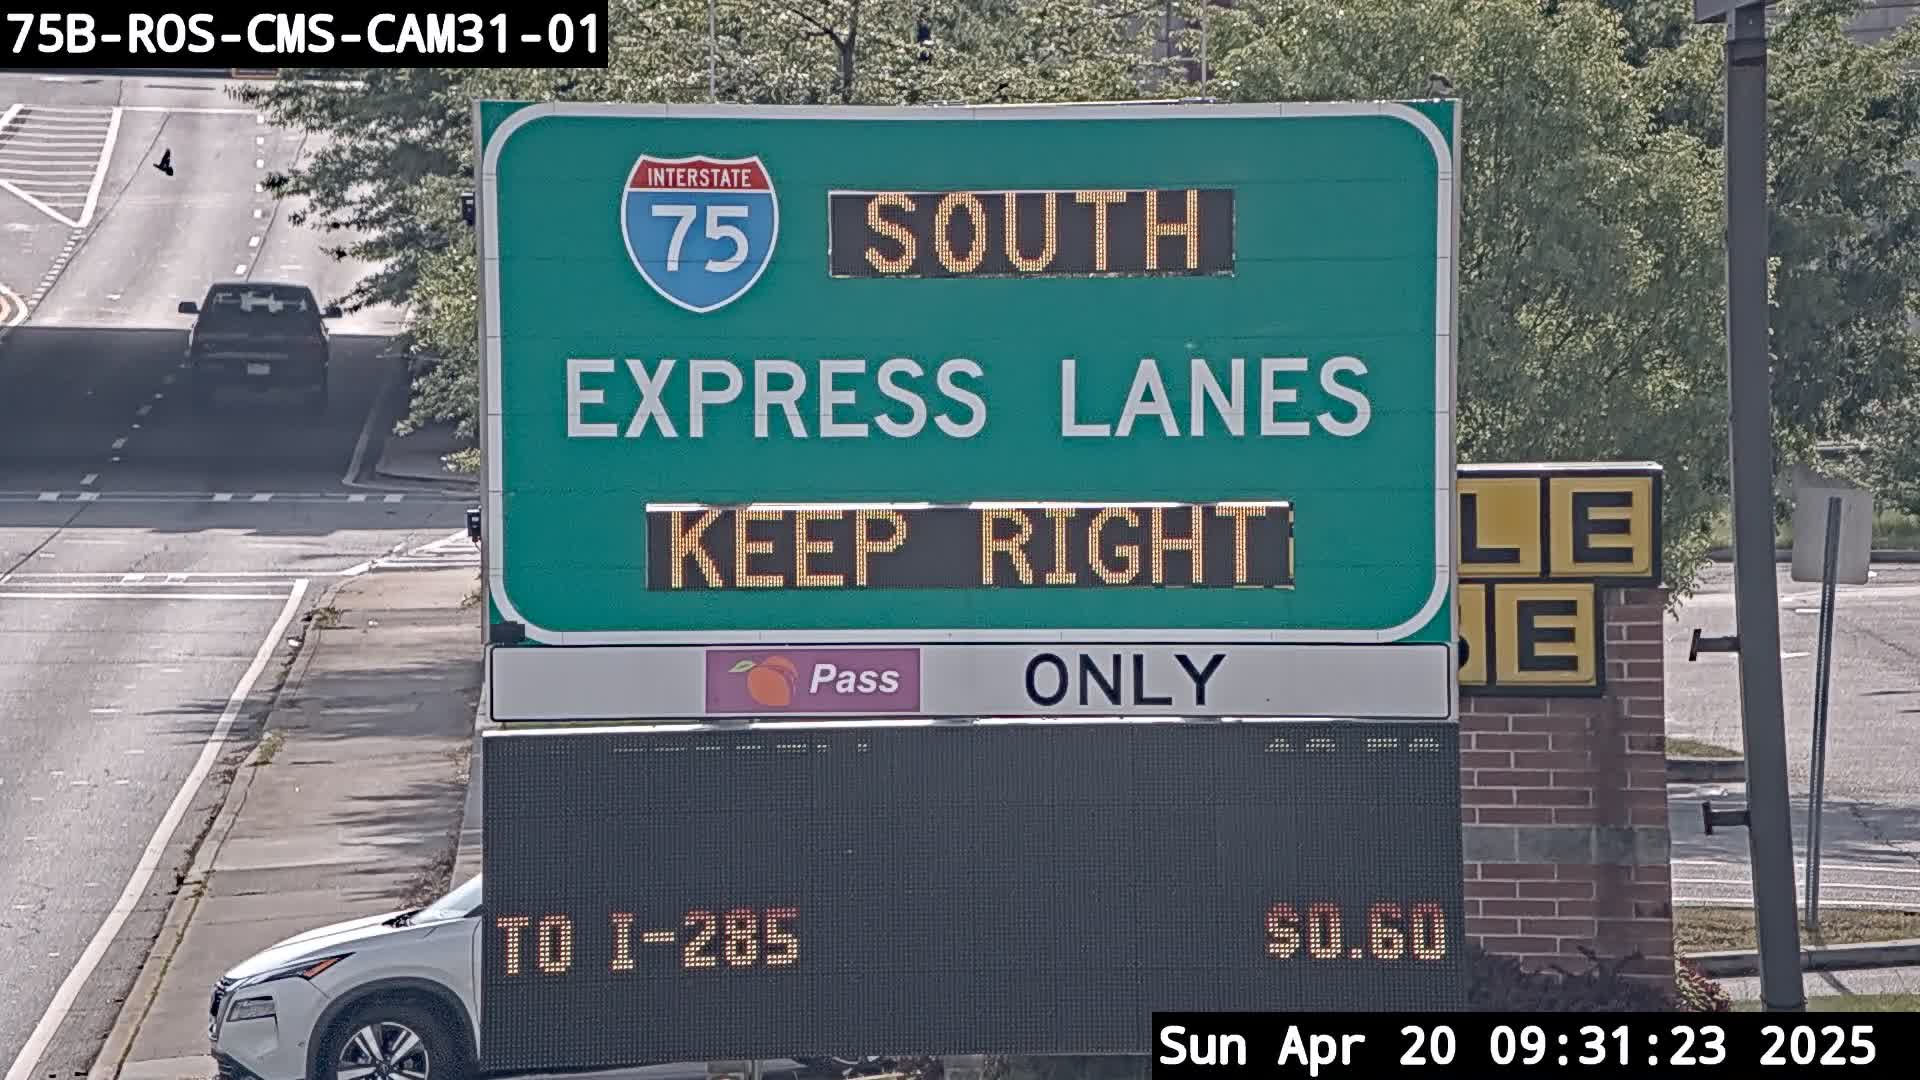 75B-ROS-CMS-CAM31-01
INTERSTATE
75
SOUTH
EXPRESS LANES
KEEP RIGHT
LE
E
Pass ONLY
TO I-285 $0.60
Sun Apr 20 09:31:23 2025